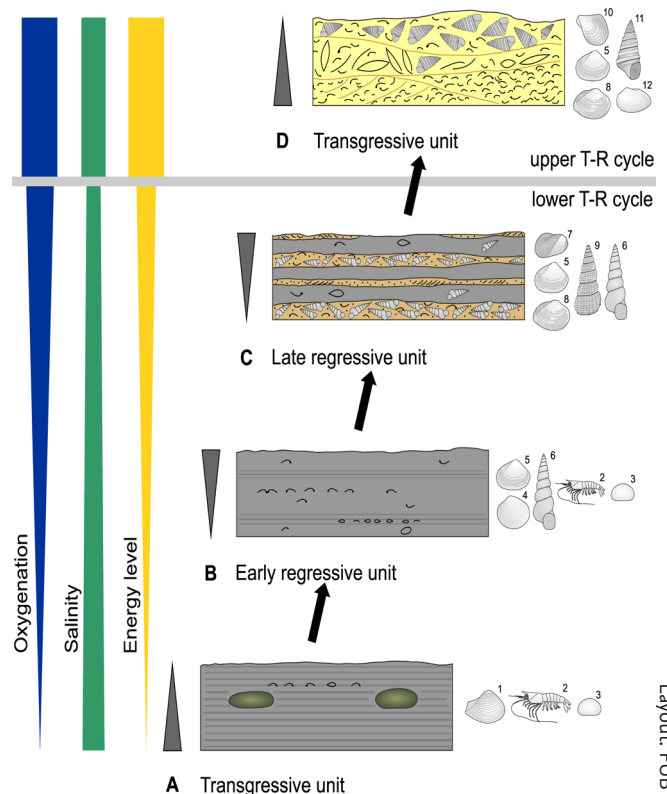 10
11
5
8
12
D Transgressive unit
upper T-R cycle
lower T-R cycle
7
9
6
5
8
C Late regressive unit
5
6
2
3
4
B Early regressive unit
Oxygenation
Salinity
Energy level
1
2
3
A Transgressive unit
Layout: FOB